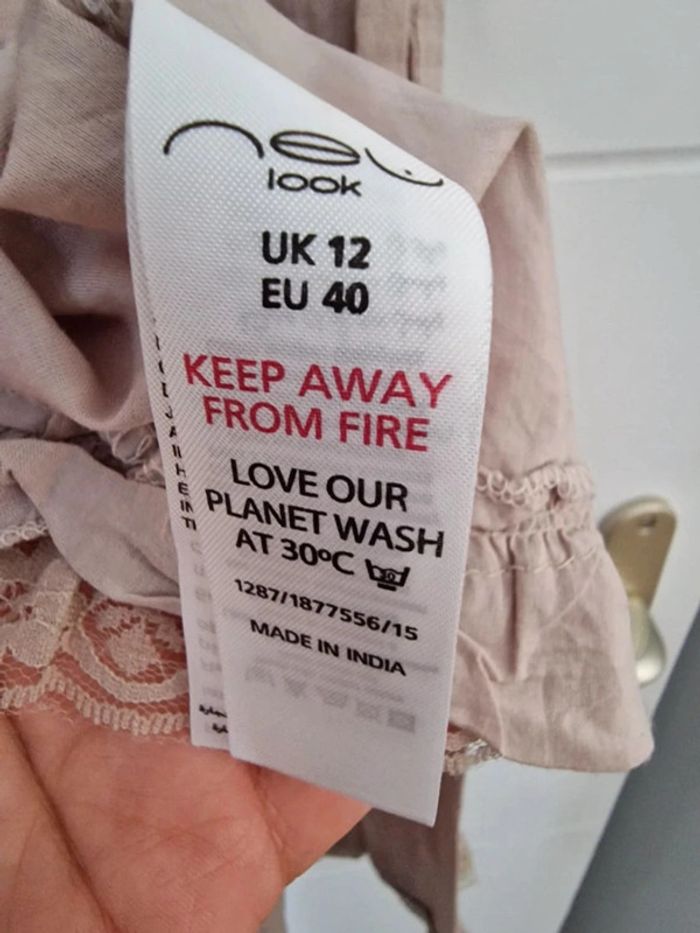 new
look
UK 12
EU 40
KEEP AWAY
FROM FIRE
LOVE OUR
PLANET WASH
AT 30ºC
1287/1877556/15
MADE IN INDIA